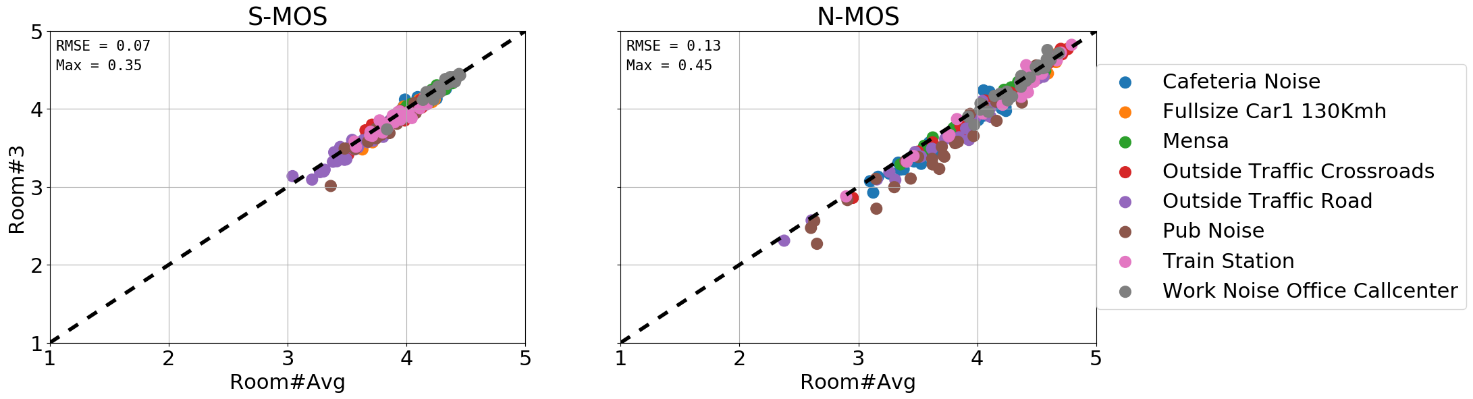 S-MOS
RMSE = 0.07
Max = 0.35
5
4
3
2
1
1 2 3 4 5
Room#3
Room#Avg
N-MOS
RMSE = 0.13
Max = 0.45
1 2 3 4 5
Room#Avg
Cafeteria Noise
Fullsize Car1 130Kmh
Mensa
Outside Traffic Crossroads
Outside Traffic Road
Pub Noise
Train Station
Work Noise Office Callcenter